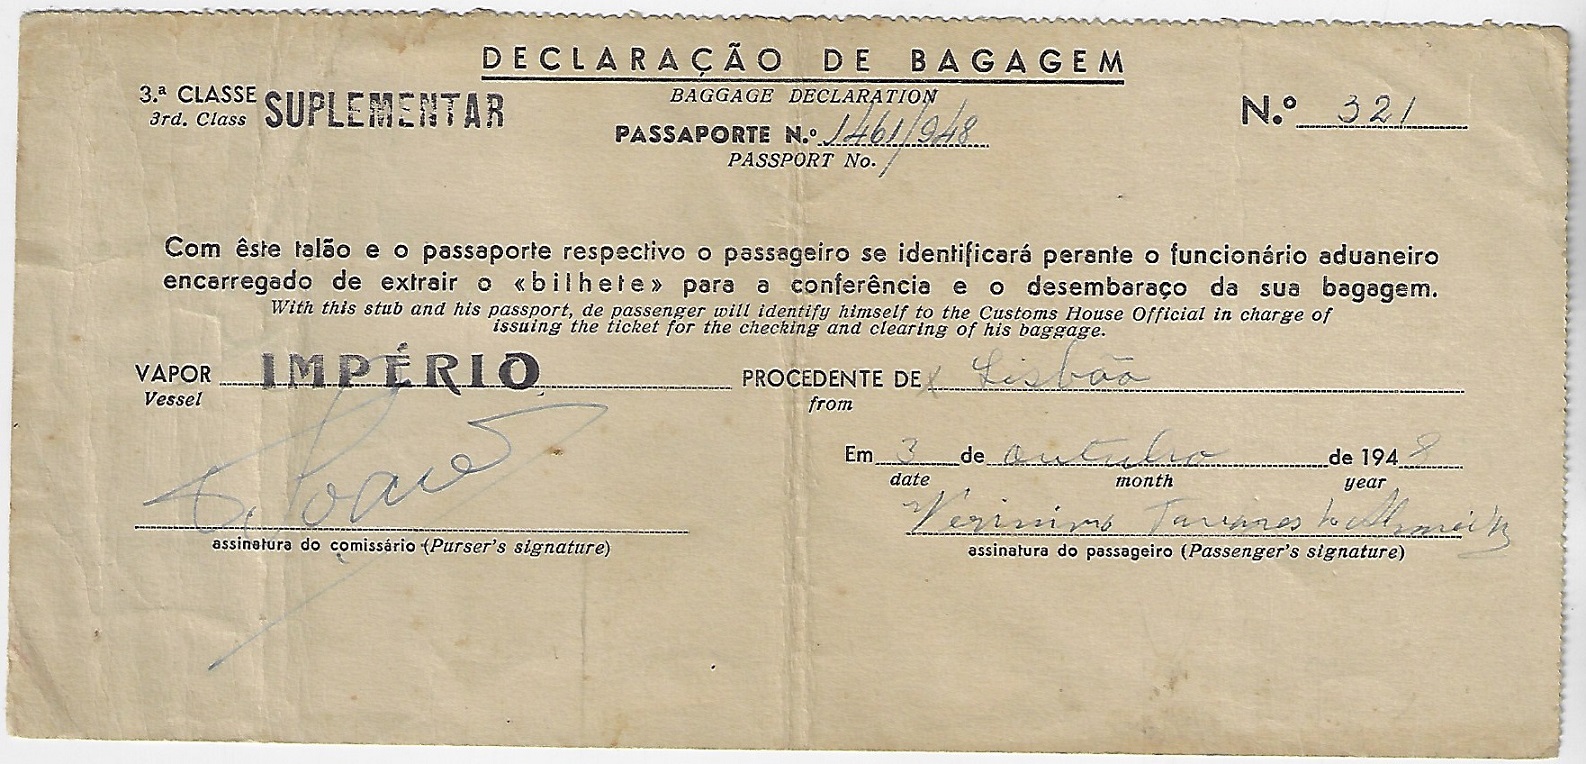 DECLARAÇÃO DE BAGAGEM
BAGGAGE DECLARATION
3.ª CLASSE SUPLEMENTAR
3rd. Class
N.º 321
PASSAPORTE N.º 1461/948
PASSPORT No.
Com êste talão e o passaporte respectivo o passageiro se identificará perante o funcionário aduaneiro
encarregado de extrair o «bilhete» para a conferência e o desembaraço da sua bagagem.
With this stub and his passport, de passenger will identify himself to the Customs House Official in charge of
issuing the ticket for the checking and clearing of his baggage.
VAPOR IMPÉRIO PROCEDENTE DE x Lisbôa
Vessel from
Em 3 de outubro de 1948
date month year
Tavares de Almeida
assinatura do comissário (Purser's signature) assinatura do passageiro (Passenger's signature)